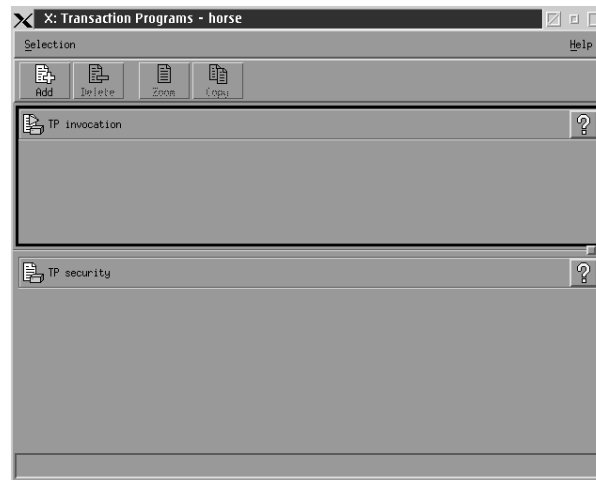 X: Transaction Programs - horse
Selection Help
Add Delete Zoom Copy
TP invocation ?
TP security ?